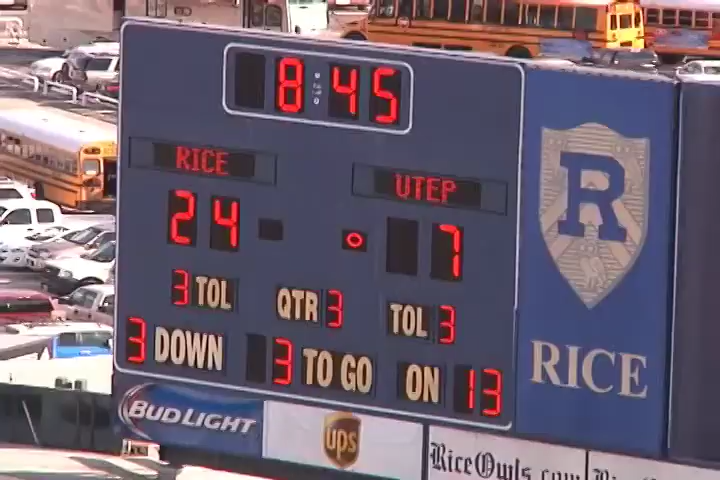 8:45
RICE
UTEP
24
7
3 TOL
QTR 3
TOL 3
3 DOWN
3 TO GO
ON 13
R
RICE
BUD LIGHT
ups
RiceOwls.com